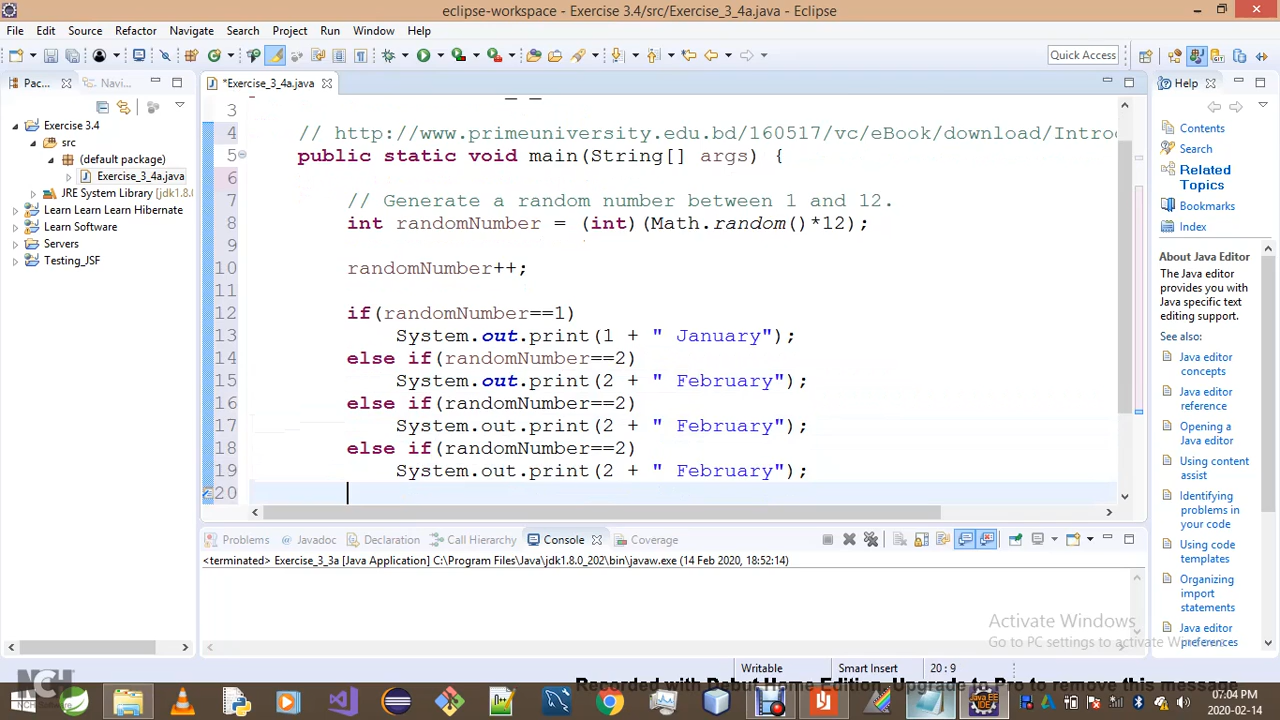 eclipse-workspace - Exercise 3.4/src/Exercise_3_4a.java - Eclipse
File Edit Source Refactor Navigate Search Project Run Window Help
Quick Access
Pac...
Navi...
*Exercise_3_4a.java
Help
Exercise 3.4
src
(default package)
Exercise_3_4a.java
JRE System Library [jdk1.8.0
Learn Learn Learn Hibernate
Learn Software
Servers
Testing_JSF
3
4 // http://www.primeuniversity.edu.bd/160517/vc/eBook/download/Intro
5 public static void main(String[] args) {
6
7 // Generate a random number between 1 and 12.
8 int randomNumber = (int)(Math.random()*12);
9
10 randomNumber++;
11
12 if(randomNumber==1)
13 System.out.print(1 + " January");
14 else if(randomNumber==2)
15 System.out.print(2 + " February");
16 else if(randomNumber==2)
17 System.out.print(2 + " February");
18 else if(randomNumber==2)
19 System.out.print(2 + " February");
20
Contents
Search
Related
Topics
Bookmarks
Index
About Java Editor
The Java editor
provides you with
Java specific text
editing support.
See also:
Java editor
concepts
Java editor
reference
Opening a
Java editor
Using content
assist
Identifying
problems in
your code
Using code
templates
Organizing
import
statements
Java editor
preferences
Problems Javadoc Declaration Call Hierarchy Console Coverage
<terminated> Exercise_3_3a [Java Application] C:\Program Files\Java\jdk1.8.0_202\bin\javaw.exe (14 Feb 2020, 18:52:14)
Activate Windows
Go to PC settings to activate Windows.
Writable Smart Insert 20 : 9
Recorded with Debut Home Edition. Upgrade to Pro to remove this message
NCH
NCH Software
07:04 PM
2020-02-14